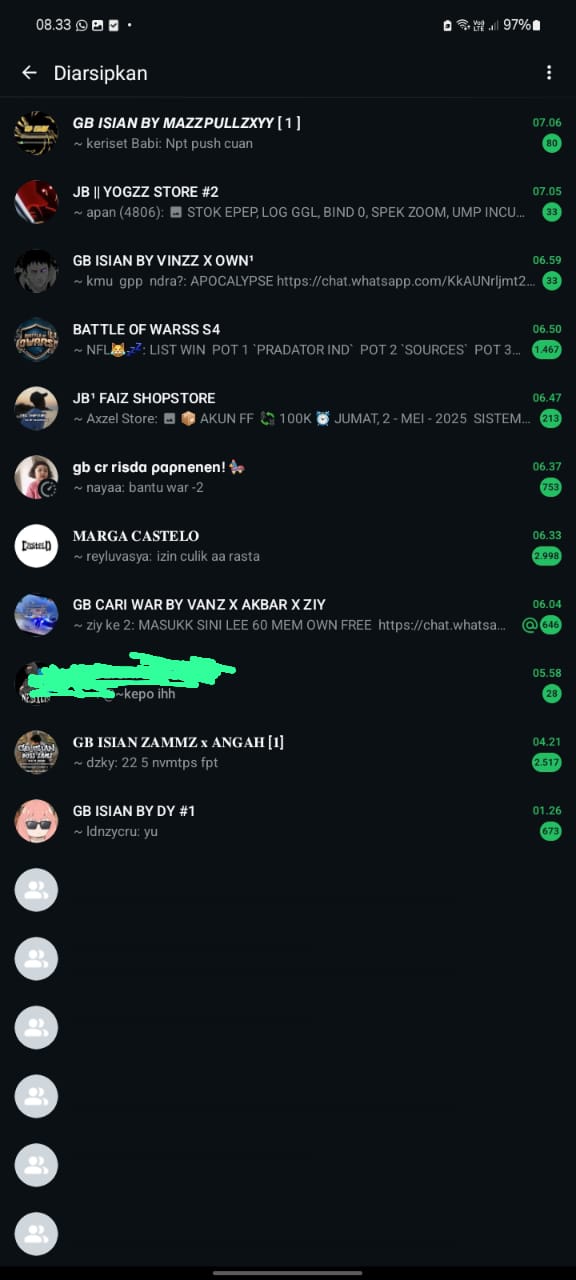 08.33
Vo) LTE 97%
Diarsipkan
GB ISIAN BY MAZZPULLZXYY [ 1 ]
07.06
~ keriset Babi: Npt push cuan
80
JB || YOGZZ STORE #2
07.05
~ apan (4806): STOK EPEP, LOG GGL, BIND 0, SPEK ZOOM, UMP INCU...
33
GB ISIAN BY VINZZ X OWN¹
06.59
~ kmu gpp ndra?: APOCALYPSE https://chat.whatsapp.com/KkAUNrljmt2...
33
BATTLE OF WARSS S4
06.50
~ NFL😼💤: LIST WIN POT 1 `PRADATOR IND` POT 2 `SOURCES` POT 3...
1.467
JB¹ FAIZ SHOPSTORE
06.47
~ Axzel Store: 📦 AKUN FF 💱 100K ⏰ JUMAT, 2 - MEI - 2025 SISTEM...
213
gb cr risda ραρnenen! 🎠
06.37
~ nayaa: bantu war -2
753
MARGA CASTELO
06.33
~ reyluvasya: izin culik aa rasta
2.998
GB CARI WAR BY VANZ X AKBAR X ZIY
06.04
~ ziy ke 2: MASUKK SINI LEE 60 MEM OWN FREE https://chat.whatsa...
@ 646
05.58
@~kepo ihh
28
GB ISIAN ZAMMZ x ANGAH [1]
04.21
~ dzky: 22 5 nvmtps fpt
2.517
GB ISIAN BY DY #1
01.26
~ ldnzycru: yu
673